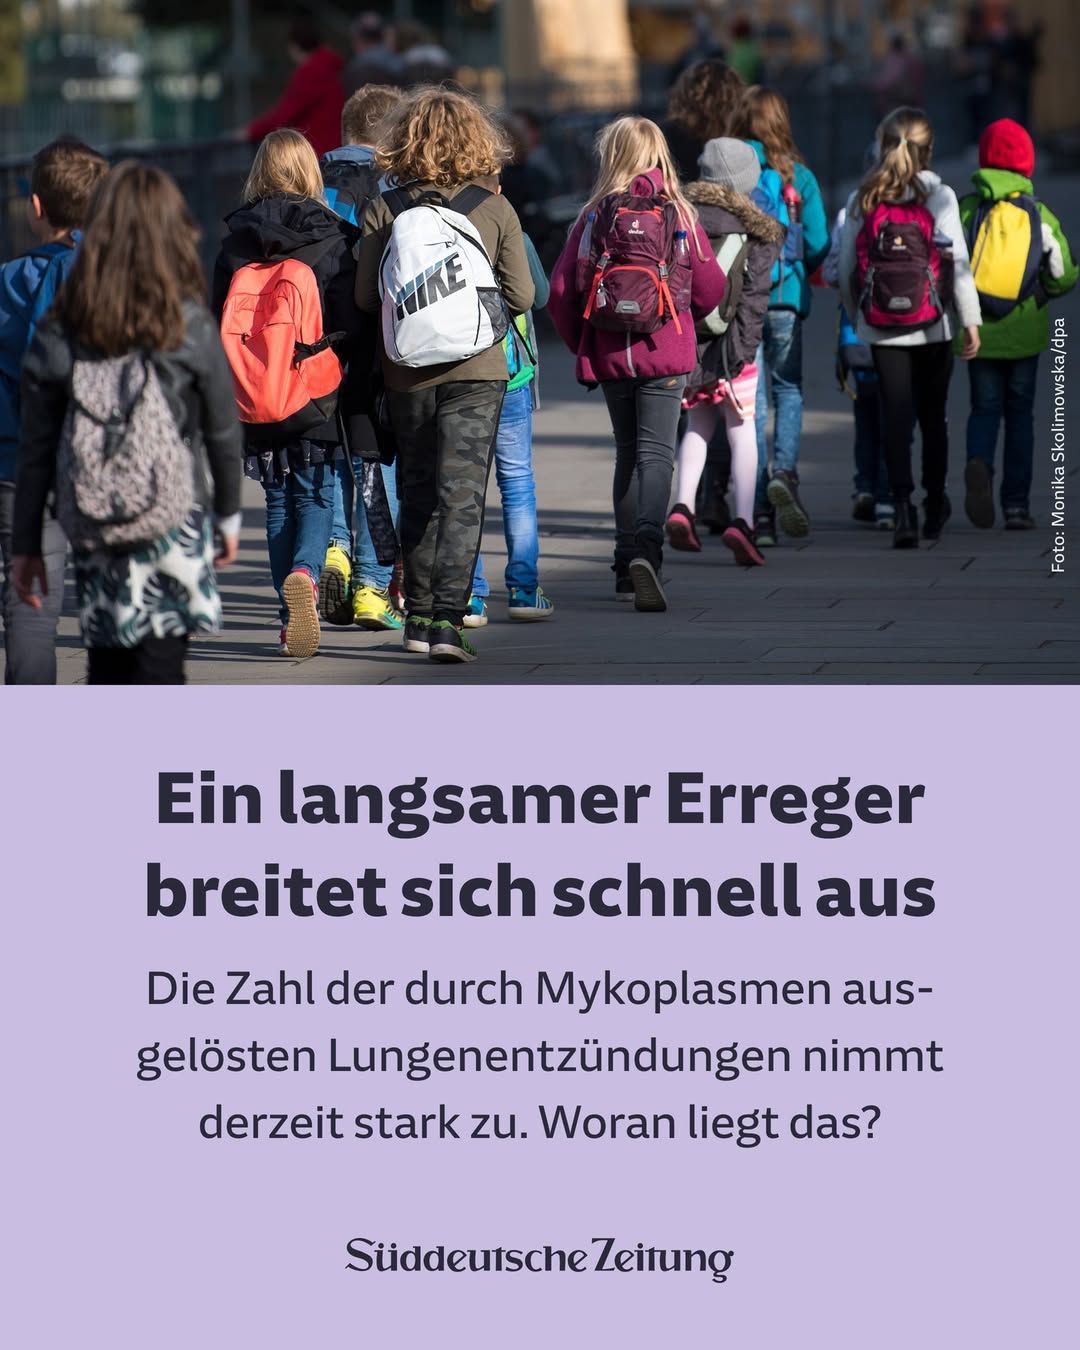 NIKE
deuter
Foto: Monika Skolimowska/dpa
Ein langsamer Erreger
breitet sich schnell aus
Die Zahl der durch Mykoplasmen aus-
gelösten Lungenentzündungen nimmt
derzeit stark zu. Woran liegt das?
Süddeutsche Zeitung